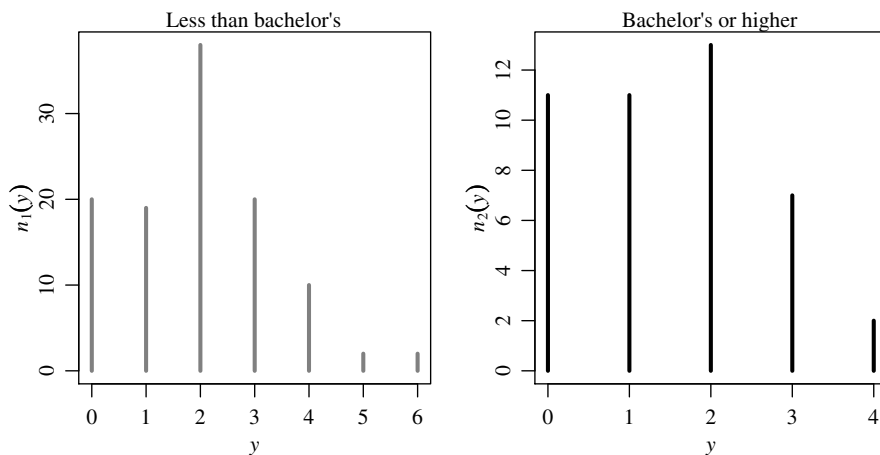 Less than bachelor's
n1(y)
0
10
20
30
0 1 2 3 4 5 6
y
Bachelor's or higher
n2(y)
0
2
4
6
8
10
12
0 1 2 3 4
y